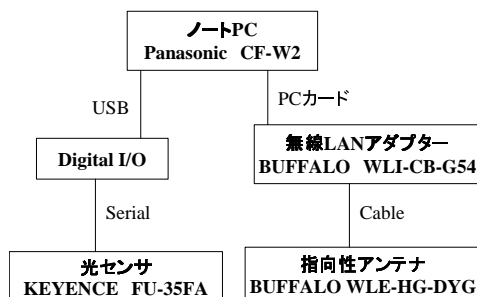 ノートPC
Panasonic CF-W2
USB
PCカード
Digital I/O
無線LANアダプター
BUFFALO WLI-CB-G54
Serial
Cable
光センサ
KEYENCE FU-35FA
指向性アンテナ
BUFFALO WLE-HG-DYG